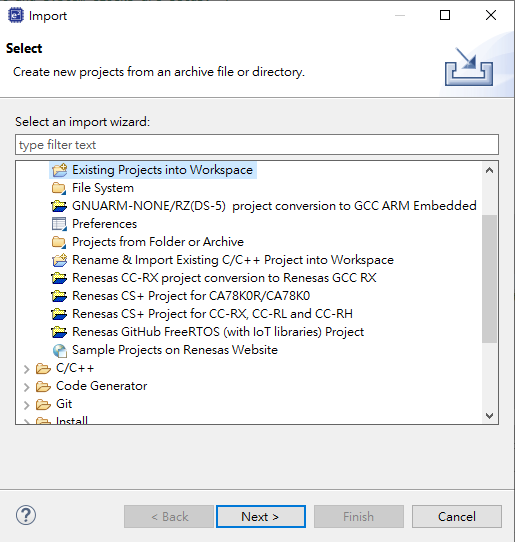 Import
Select
Create new projects from an archive file or directory.
Select an import wizard:
type filter text
Existing Projects into Workspace
File System
GNUARM-NONE/RZ(DS-5)  project conversion to GCC ARM Embedded
Preferences
Projects from Folder or Archive
Rename & Import Existing C/C++ Project into Workspace
Renesas CC-RX project conversion to Renesas GCC RX
Renesas CS+ Project for CA78K0R/CA78K0
Renesas CS+ Project for CC-RX, CC-RL and CC-RH
Renesas GitHub FreeRTOS (with IoT libraries) Project
Sample Projects on Renesas Website
C/C++
Code Generator
Git
Install
< Back
Next >
Finish
Cancel